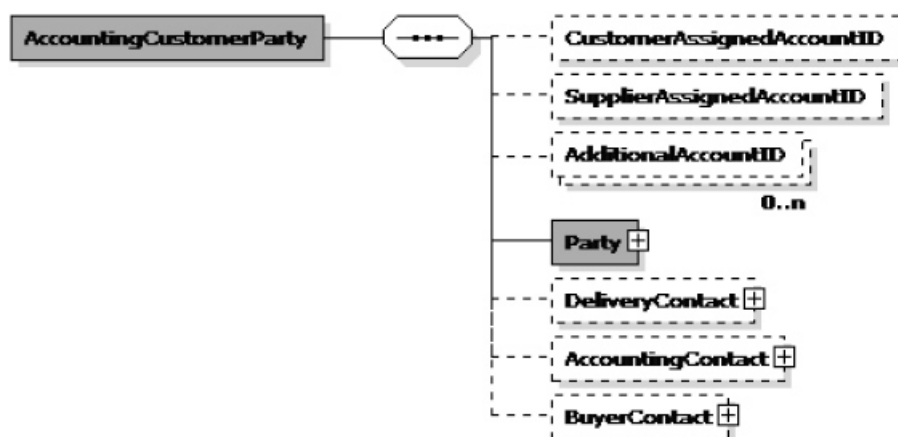 AccountingCustomerParty
CustomerAssignedAccountID
SupplierAssignedAccountID
AdditionalAccountID
0..n
Party
DeliveryContact
AccountingContact
BuyerContact